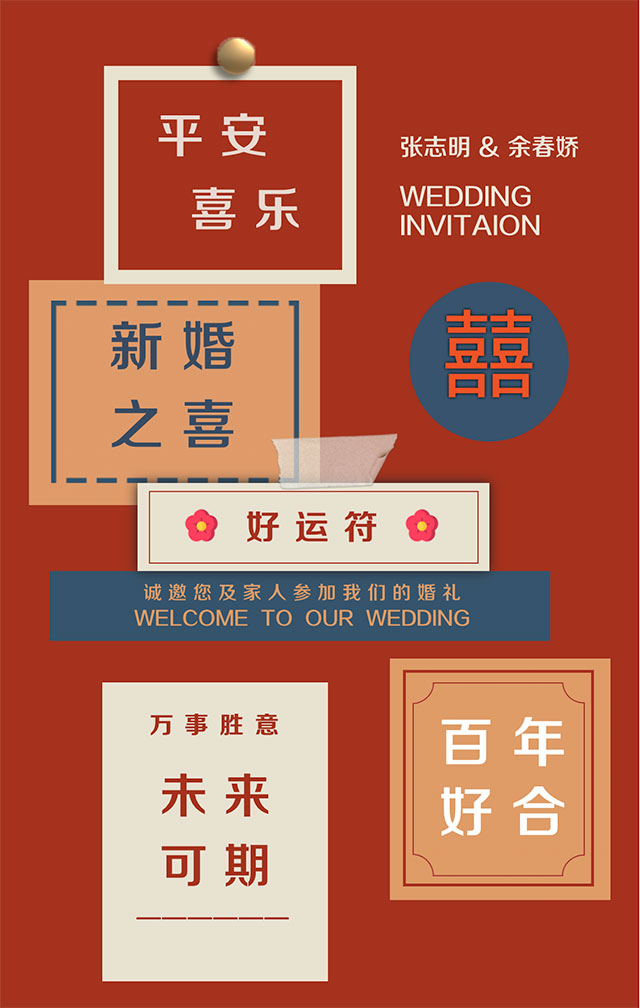 平安
喜乐
张志明 & 余春娇
WEDDING
INVITAION
新婚
之喜
囍
好运符
诚邀您及家人参加我们的婚礼
WELCOME TO OUR WEDDING
万事胜意
未来
可期
百年
好合